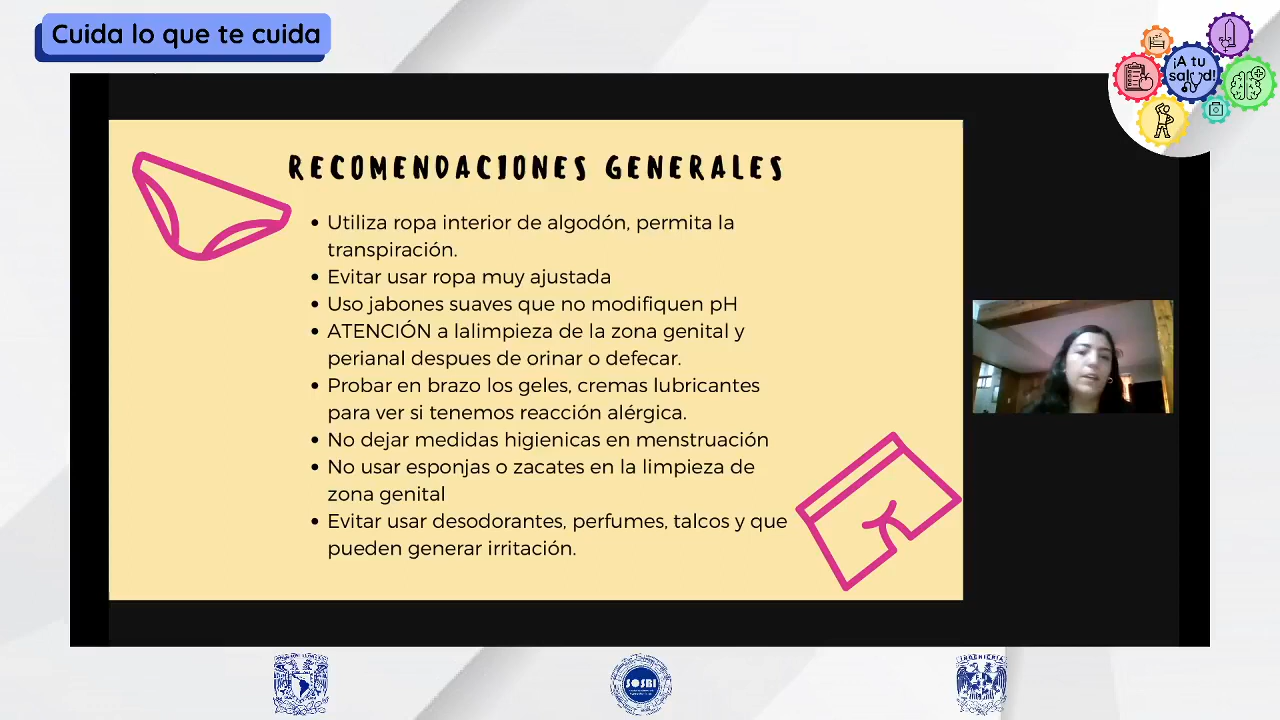 Cuida lo que te cuida
¡A tu
salud!
RECOMENDACIONES GENERALES
• Utiliza ropa interior de algodón, permita la
transpiración.
• Evitar usar ropa muy ajustada
• Uso jabones suaves que no modifiquen pH
• ATENCIÓN a lalimpieza de la zona genital y
perianal despues de orinar o defecar.
• Probar en brazo los geles, cremas lubricantes
para ver si tenemos reacción alérgica.
• No dejar medidas higienicas en menstruación
• No usar esponjas o zacates en la limpieza de
zona genital
• Evitar usar desodorantes, perfumes, talcos y que
pueden generar irritación.
SOSBI
INGENIERIA